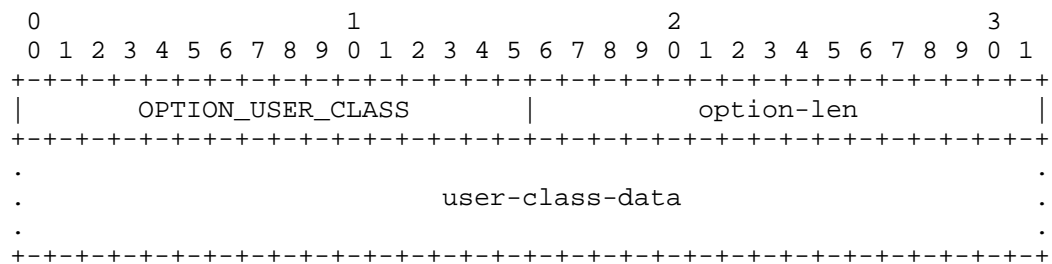 0                   1                   2                   3
 0 1 2 3 4 5 6 7 8 9 0 1 2 3 4 5 6 7 8 9 0 1 2 3 4 5 6 7 8 9 0 1
+-+-+-+-+-+-+-+-+-+-+-+-+-+-+-+-+-+-+-+-+-+-+-+-+-+-+-+-+-+-+-+-+
|       OPTION_USER_CLASS       |          option-len           |
+-+-+-+-+-+-+-+-+-+-+-+-+-+-+-+-+-+-+-+-+-+-+-+-+-+-+-+-+-+-+-+-+
.                                                               .
.                          user-class-data                      .
.                                                               .
+-+-+-+-+-+-+-+-+-+-+-+-+-+-+-+-+-+-+-+-+-+-+-+-+-+-+-+-+-+-+-+-+